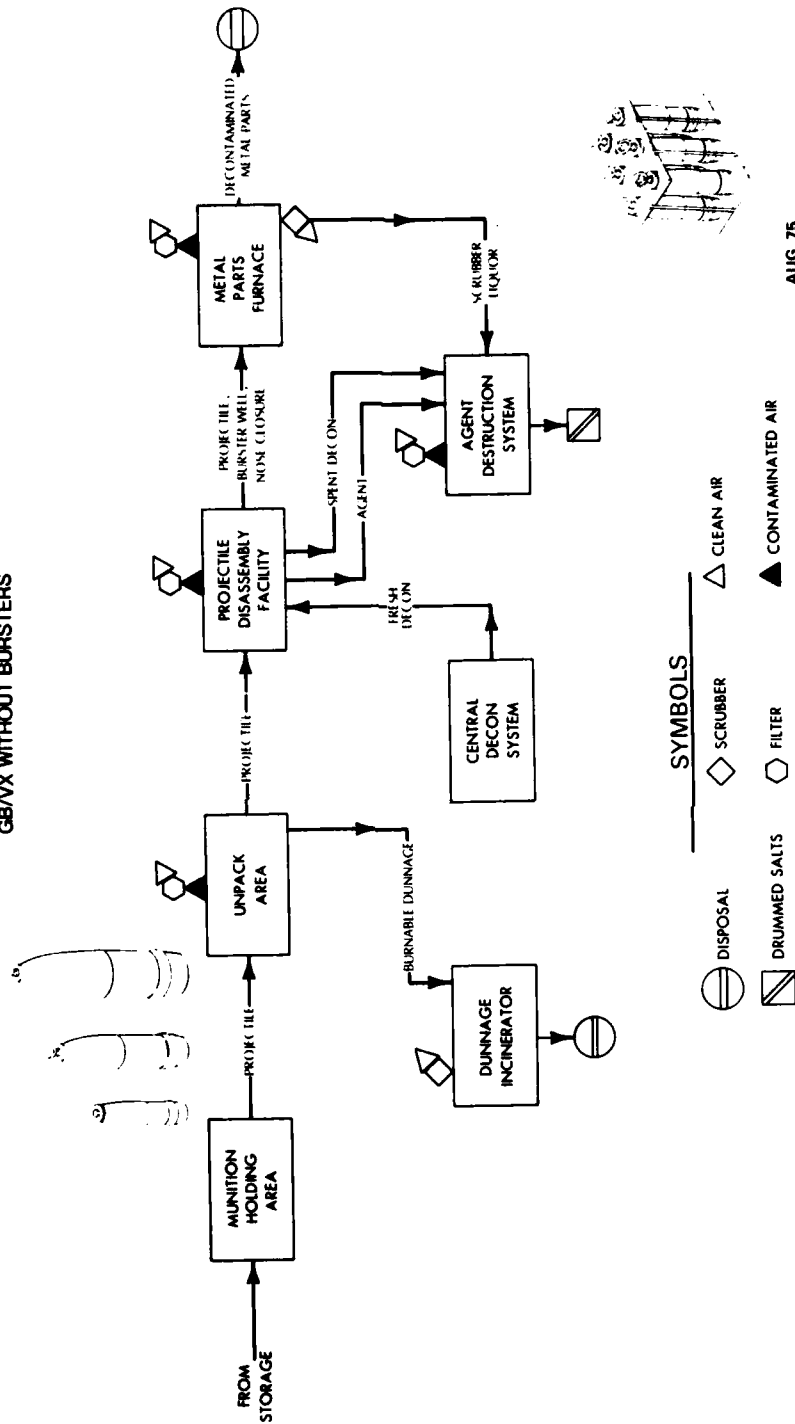 GB/VX WITHOUT BURSTERS
FROM
STORAGE
MUNITION
HOLDING
AREA
PROJECTILE
UNPACK
AREA
PROJECTILE
PROJECTILE
DISASSEMBLY
FACILITY
PROJECTILE,
BURSTER WELL,
NOSE CLOSURE
METAL
PARTS
FURNACE
DECONTAMINATED
METAL PARTS
BURNABLE DUNNAGE
DUNNAGE
INCINERATOR
FRESH
DECON
CENTRAL
DECON
SYSTEM
SPENT DECON
AGENT
SCRUBBER
LIQUOR
AGENT
DESTRUCTION
SYSTEM
SYMBOLS
DISPOSAL
SCRUBBER
CLEAN AIR
DRUMMED SALTS
FILTER
CONTAMINATED AIR
AUG 75